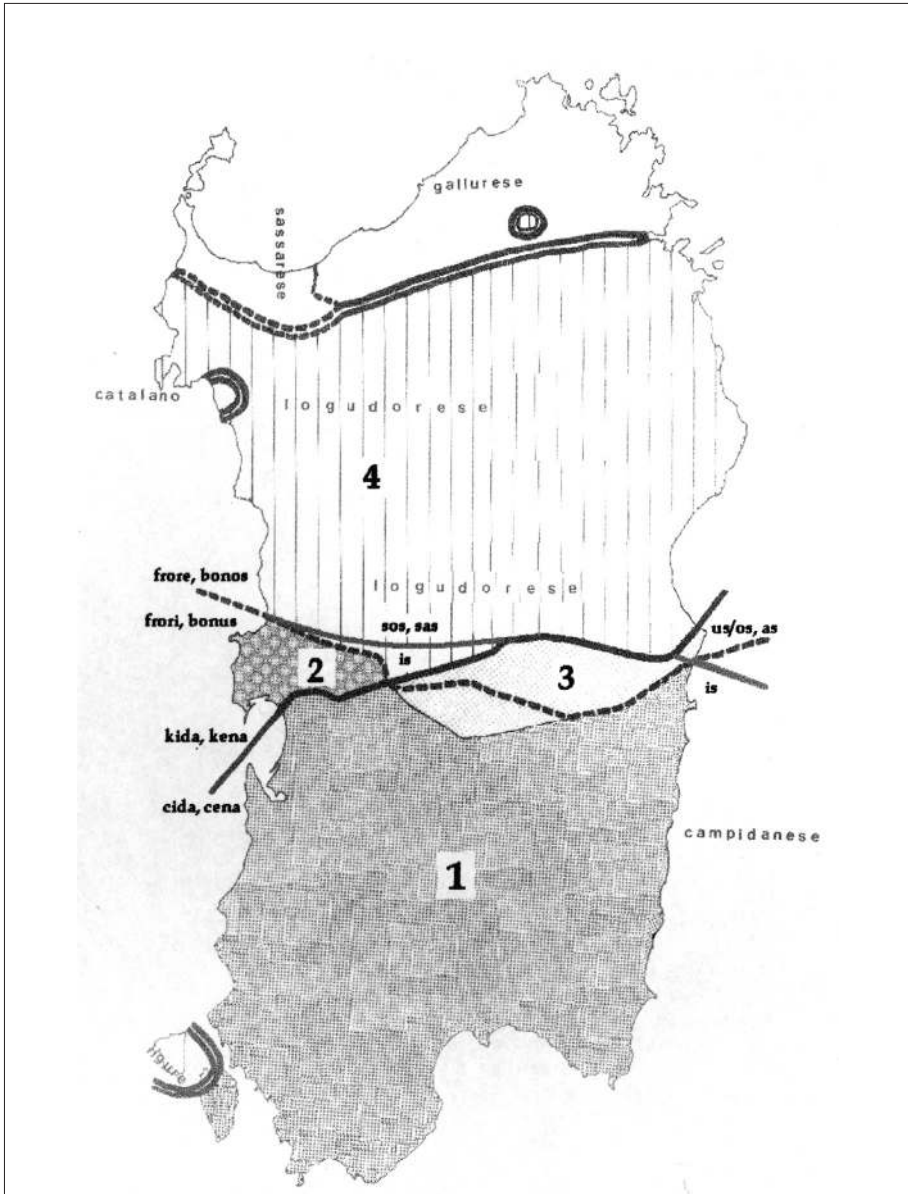 gallurese
sassarese
catalano
logudorese
4
logudorese
frore, bonos
frori, bonus
sos, sas
us/os, as
is
2
3
is
kida, kena
cida, cena
campidanese
1
ligure